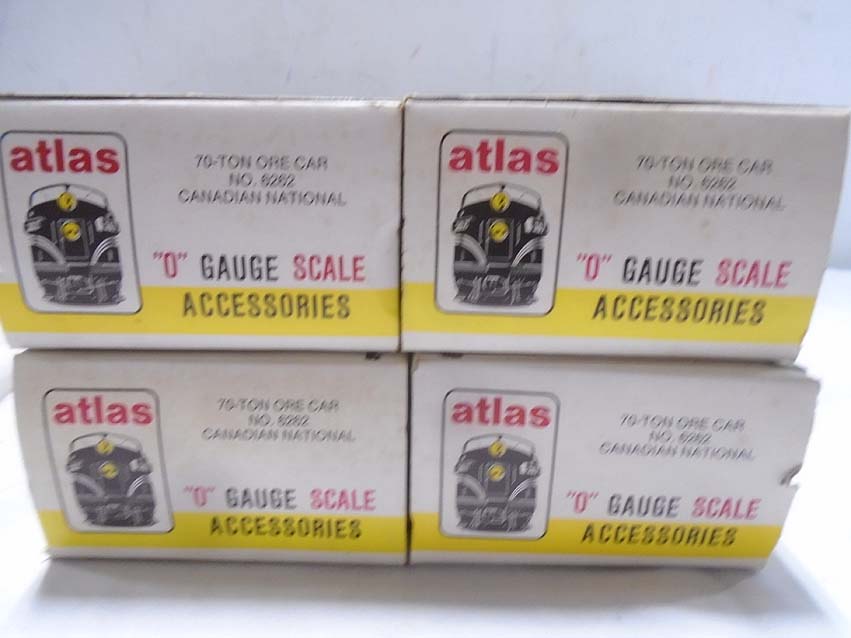 atlas
70-TON ORE CAR
NO. 6262
CANADIAN NATIONAL
"O" GAUGE SCALE
ACCESSORIES
atlas
70-TON ORE CAR
NO. 6262
CANADIAN NATIONAL
"O" GAUGE SCALE
ACCESSORIES
atlas
70-TON ORE CAR
NO. 6262
CANADIAN NATIONAL
"O" GAUGE SCALE
ACCESSORIES
atlas
70-TON ORE CAR
NO. 6262
CANADIAN NATIONAL
"O" GAUGE SCALE
ACCESSORIES